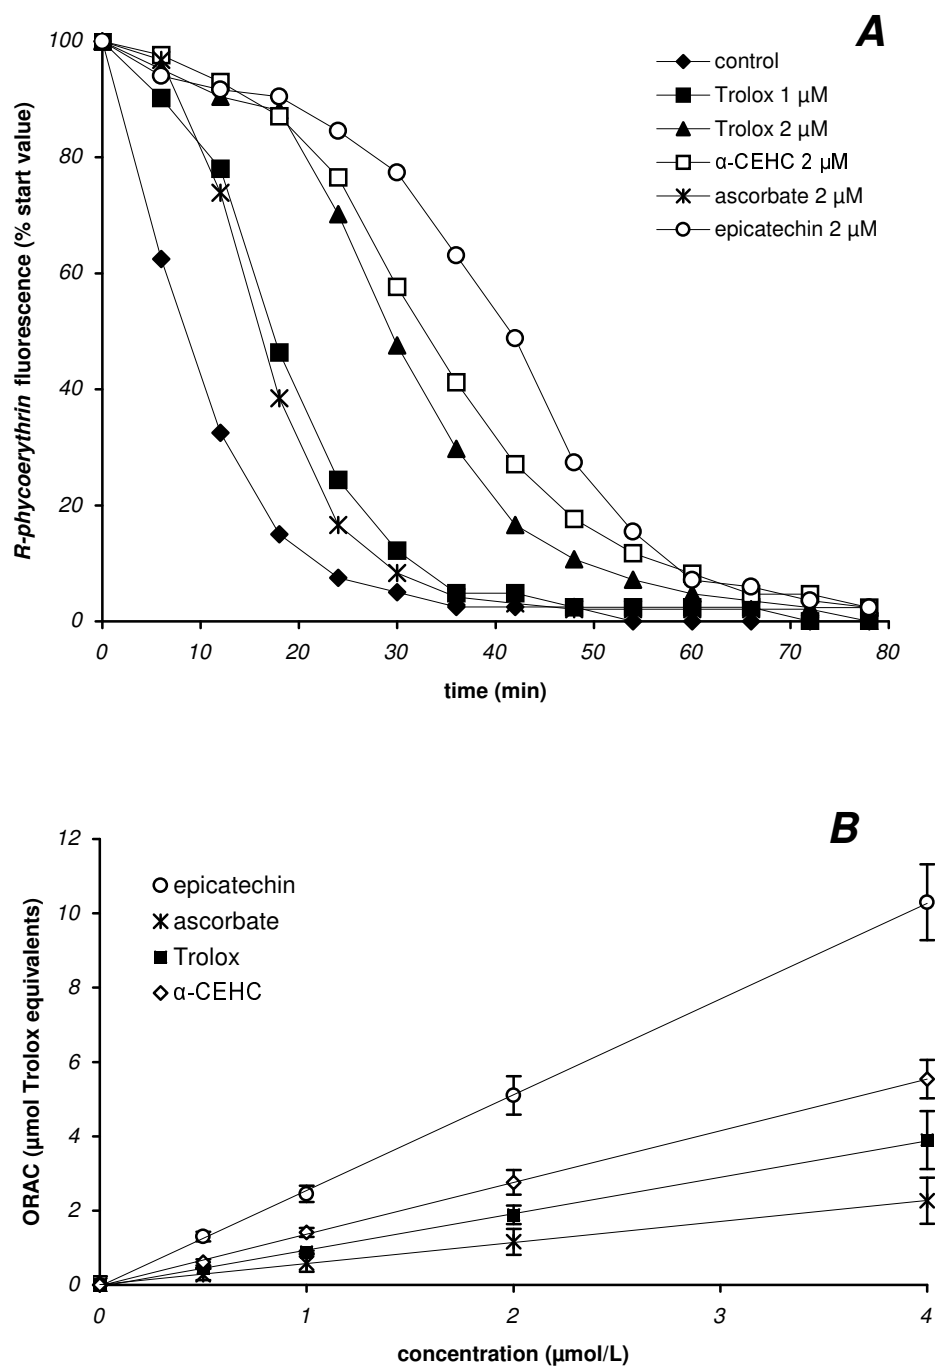 A
control
Trolox 1 µM
Trolox 2 µM
α-CEHC 2 µM
ascorbate 2 µM
epicatechin 2 µM
R-phycoerythrin fluorescence (% start value)
100
80
60
40
20
0
0 10 20 30 40 50 60 70 80
time (min)
B
epicatechin
ascorbate
Trolox
α-CEHC
ORAC (µmol Trolox equivalents)
12
10
8
6
4
2
0
0 1 2 3 4
concentration (µmol/L)